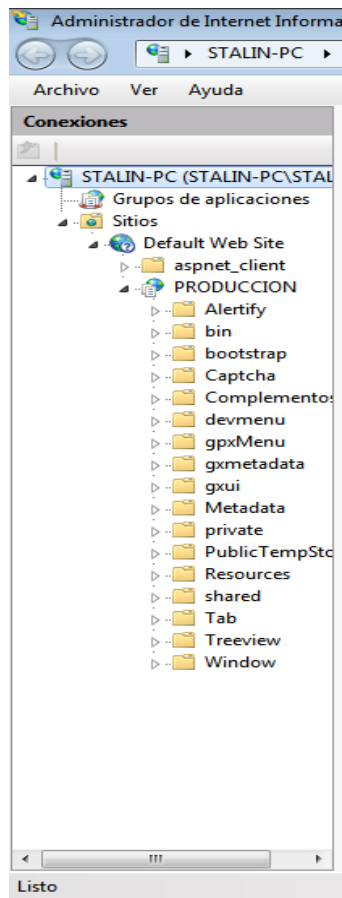 Administrador de Internet Informa
STALIN-PC
Archivo Ver Ayuda
Conexiones
STALIN-PC (STALIN-PC\STAL
Grupos de aplicaciones
Sitios
Default Web Site
aspnet_client
PRODUCCION
Alertify
bin
bootstrap
Captcha
Complementos
devmenu
gpxMenu
gxmetadata
gxui
Metadata
private
PublicTempSto
Resources
shared
Tab
Treeview
Window
Listo